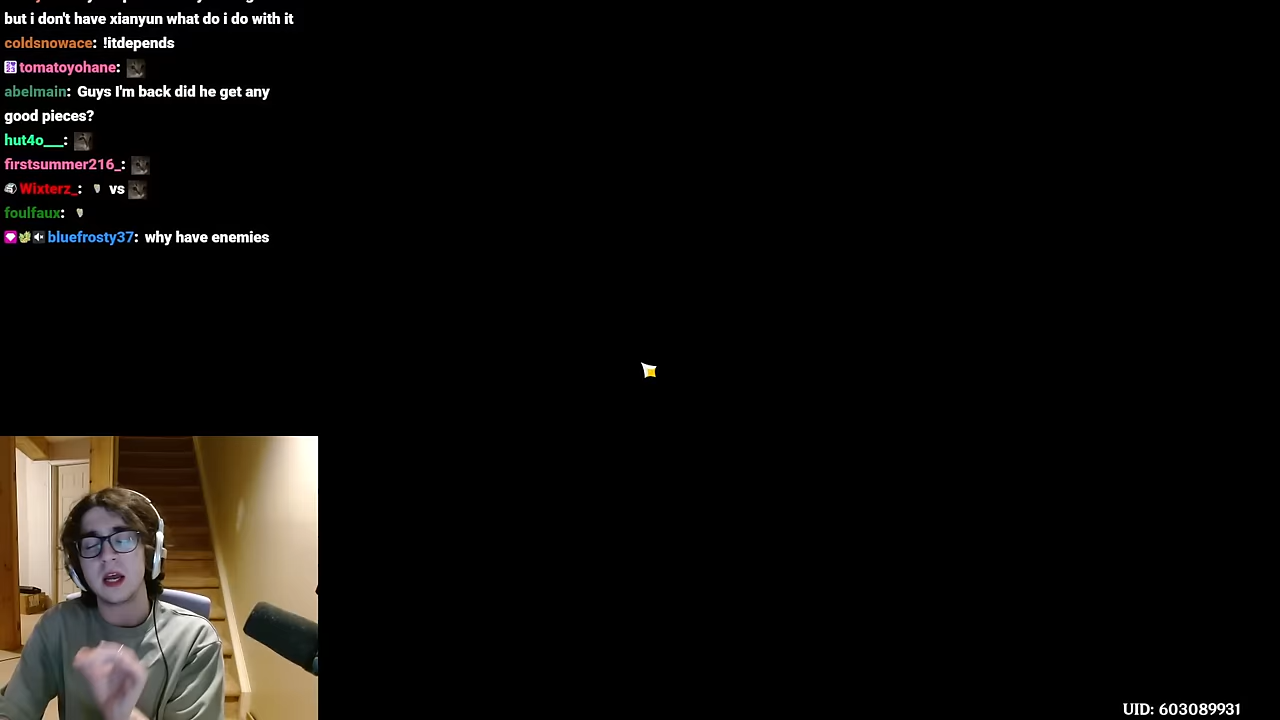 but i don't have xianyun what do i do with it
coldsnowace: !itdepends
tomatoyohane:
abelmain: Guys I'm back did he get any
good pieces?
hut4o___:
firstsummer216_:
Wixterz_: vs
foulfaux:
bluefrosty37: why have enemies
UID: 603089931